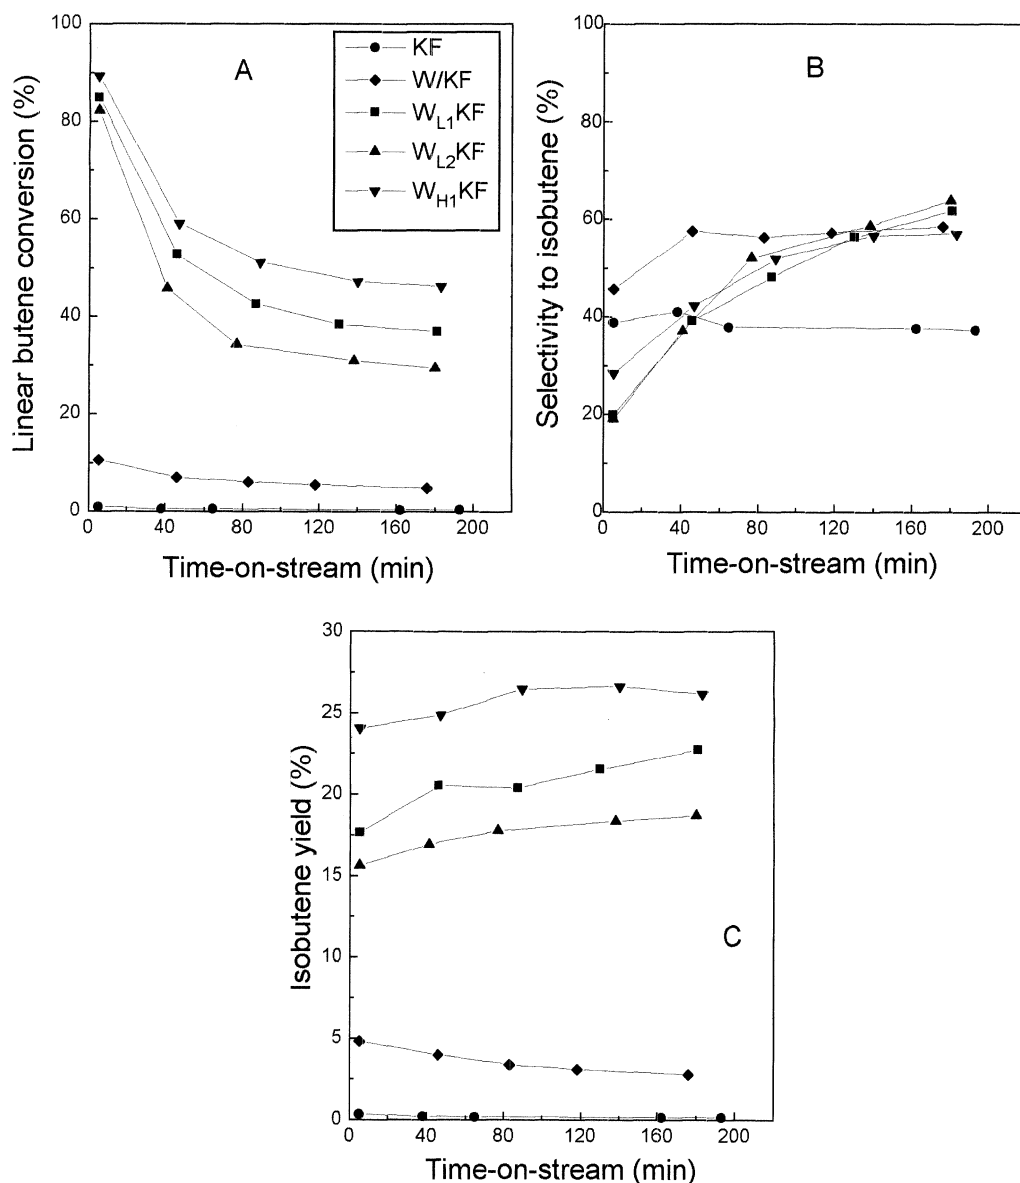 100
80
60
40
20
0
Linear butene conversion (%)
A
KF
W/KF
W_L1KF
W_L2KF
W_H1KF
0 40 80 120 160 200
Time-on-stream (min)
100
80
60
40
20
0
Selectivity to isobutene (%)
B
0 40 80 120 160 200
Time-on-stream (min)
30
25
20
15
10
5
0
Isobutene yield (%)
C
0 40 80 120 160 200
Time-on-stream (min)